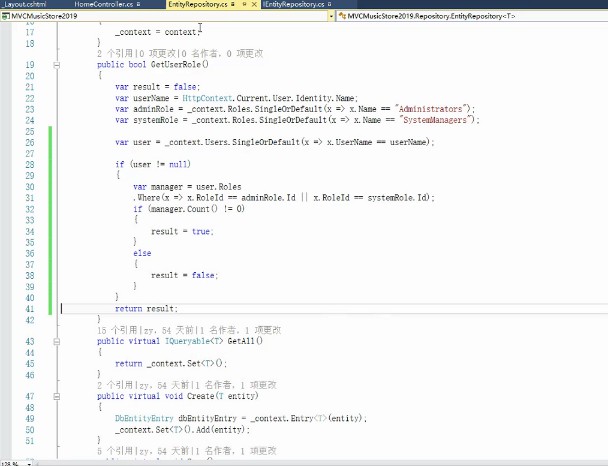 _Layout.cshtml HomeController.cs EntityRepository.cs IEntityRepository.cs
MVCMusicStore2019 MVCMusicStore2019.Repository.EntityRepository<T>
17 _context = context;
18 }
2 个引用|0 项更改|0 名作者, 0 项更改
19 public bool GetUserRole()
20 {
21 var result = false;
22 var userName = HttpContext.Current.User.Identity.Name;
23 var adminRole = _context.Roles.SingleOrDefault(x => x.Name == "Administrators");
24 var systemRole = _context.Roles.SingleOrDefault(x => x.Name == "SystemManagers");
25
26 var user = _context.Users.SingleOrDefault(x => x.UserName == userName);
27
28 if (user != null)
29 {
30 var manager = user.Roles
31 .Where(x => x.RoleId == adminRole.Id || x.RoleId == systemRole.Id);
32 if (manager.Count() != 0)
33 {
34 result = true;
35 }
36 else
37 {
38 result = false;
39 }
40 }
41 return result;
42 }
15 个引用|zy, 54 天前|1 名作者, 1 项更改
43 public virtual IQueryable<T> GetAll()
44 {
45 return _context.Set<T>();
46 }
2 个引用|zy, 54 天前|1 名作者, 1 项更改
47 public virtual void Create(T entity)
48 {
49 DbEntityEntry dbEntityEntry = _context.Entry<T>(entity);
50 _context.Set<T>().Add(entity);
51 }
5 个引用|zy, 54 天前|1 名作者, 1 项更改
128 %